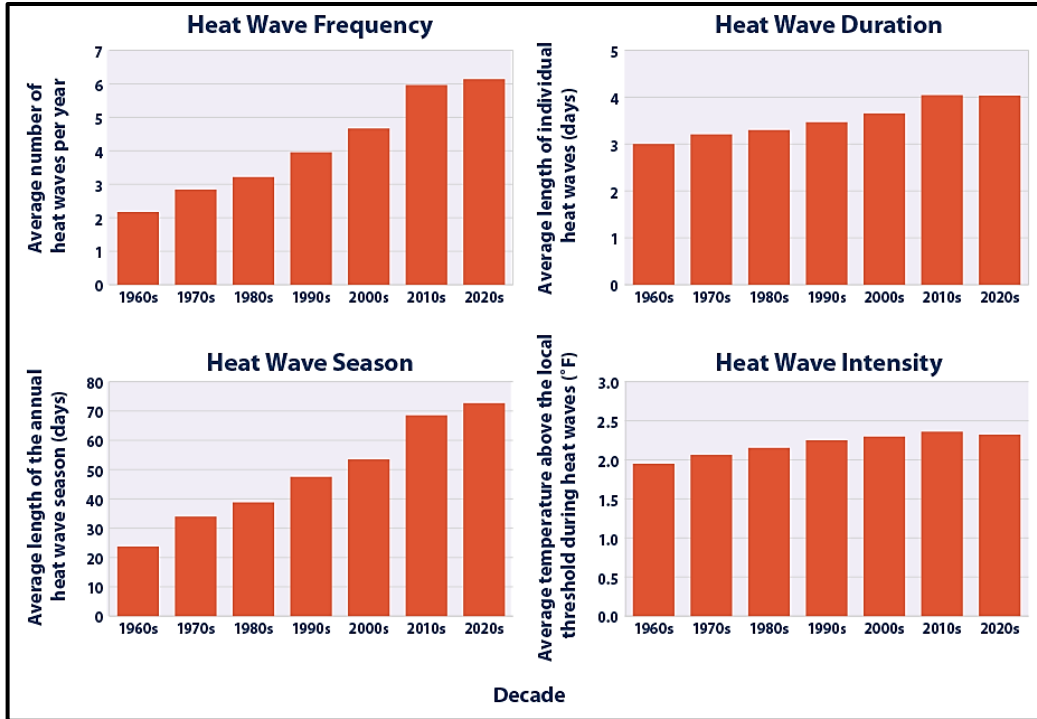 Heat Wave Frequency
Average number of
heat waves per year
7
6
5
4
3
2
1
0
1960s 1970s 1980s 1990s 2000s 2010s 2020s
Heat Wave Duration
Average length of individual
heat waves (days)
5
4
3
2
1
0
1960s 1970s 1980s 1990s 2000s 2010s 2020s
Heat Wave Season
Average length of the annual
heat wave season (days)
80
70
60
50
40
30
20
10
0
1960s 1970s 1980s 1990s 2000s 2010s 2020s
Heat Wave Intensity
Average temperature above the local
threshold during heat waves (˚F)
3.0
2.5
2.0
1.5
1.0
0.5
0.0
1960s 1970s 1980s 1990s 2000s 2010s 2020s
Decade